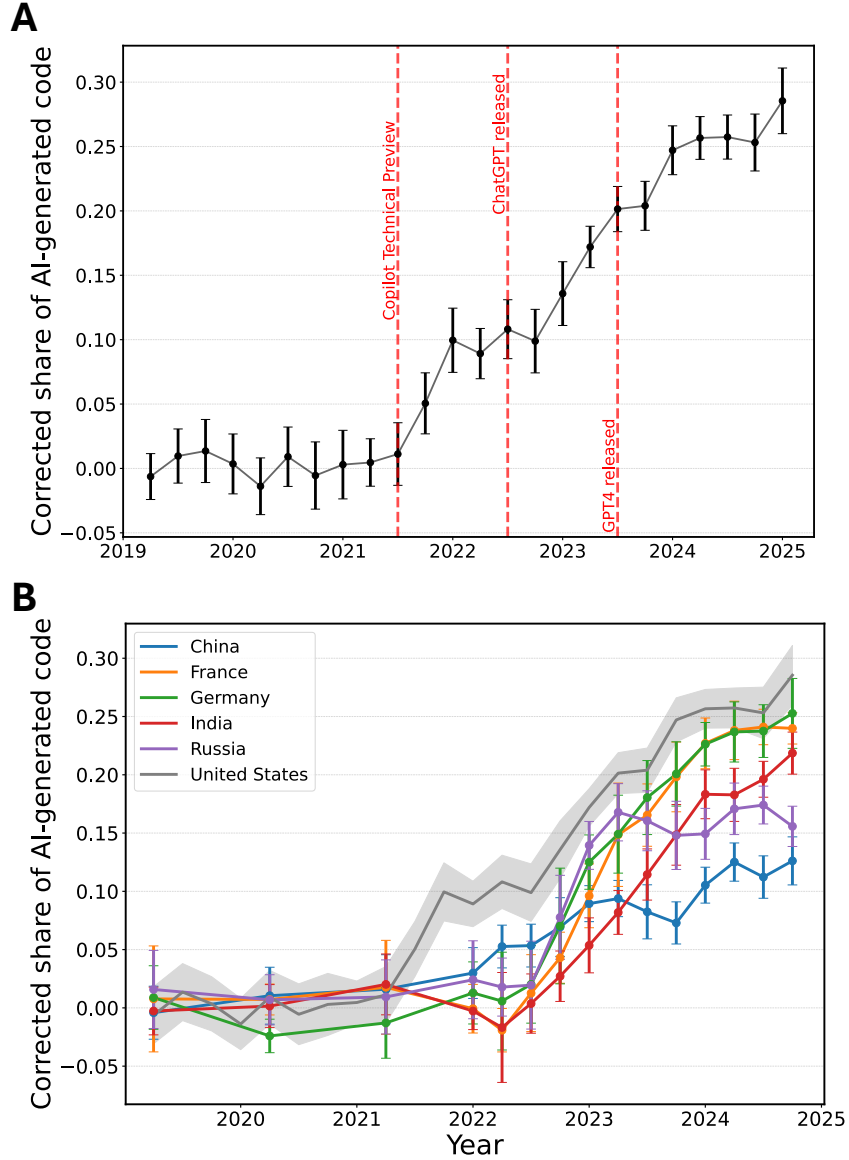 A
Corrected share of AI-generated code
0.30
0.25
0.20
0.15
0.10
0.05
0.00
−0.05
Copilot Technical Preview
ChatGPT released
GPT4 released
2019
2020
2021
2022
2023
2024
2025
B
Corrected share of AI-generated code
0.30
0.25
0.20
0.15
0.10
0.05
0.00
−0.05
China
France
Germany
India
Russia
United States
2020
2021
2022
2023
2024
2025
Year